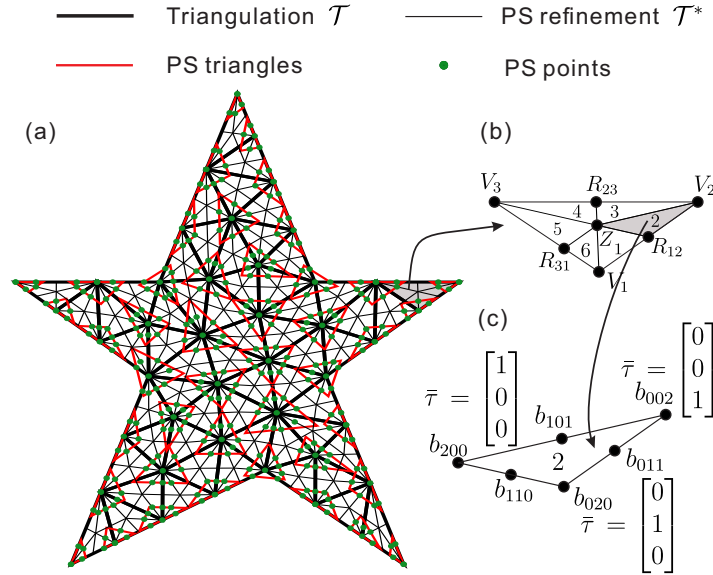 Triangulation 𝒯
PS refinement 𝒯*
PS triangles
PS points
(a)
(b)
V₃
R₂₃
V₂
4
3
2
5
Z₁
6
R₃₁
R₁₂
V₁
(c)
τ̄ = [1 0 0]
τ̄ = [0 0 1]
b₀₀₂
b₁₀₁
b₂₀₀
2
b₀₁₁
b₁₁₀
b₀₂₀
τ̄ = [0 1 0]